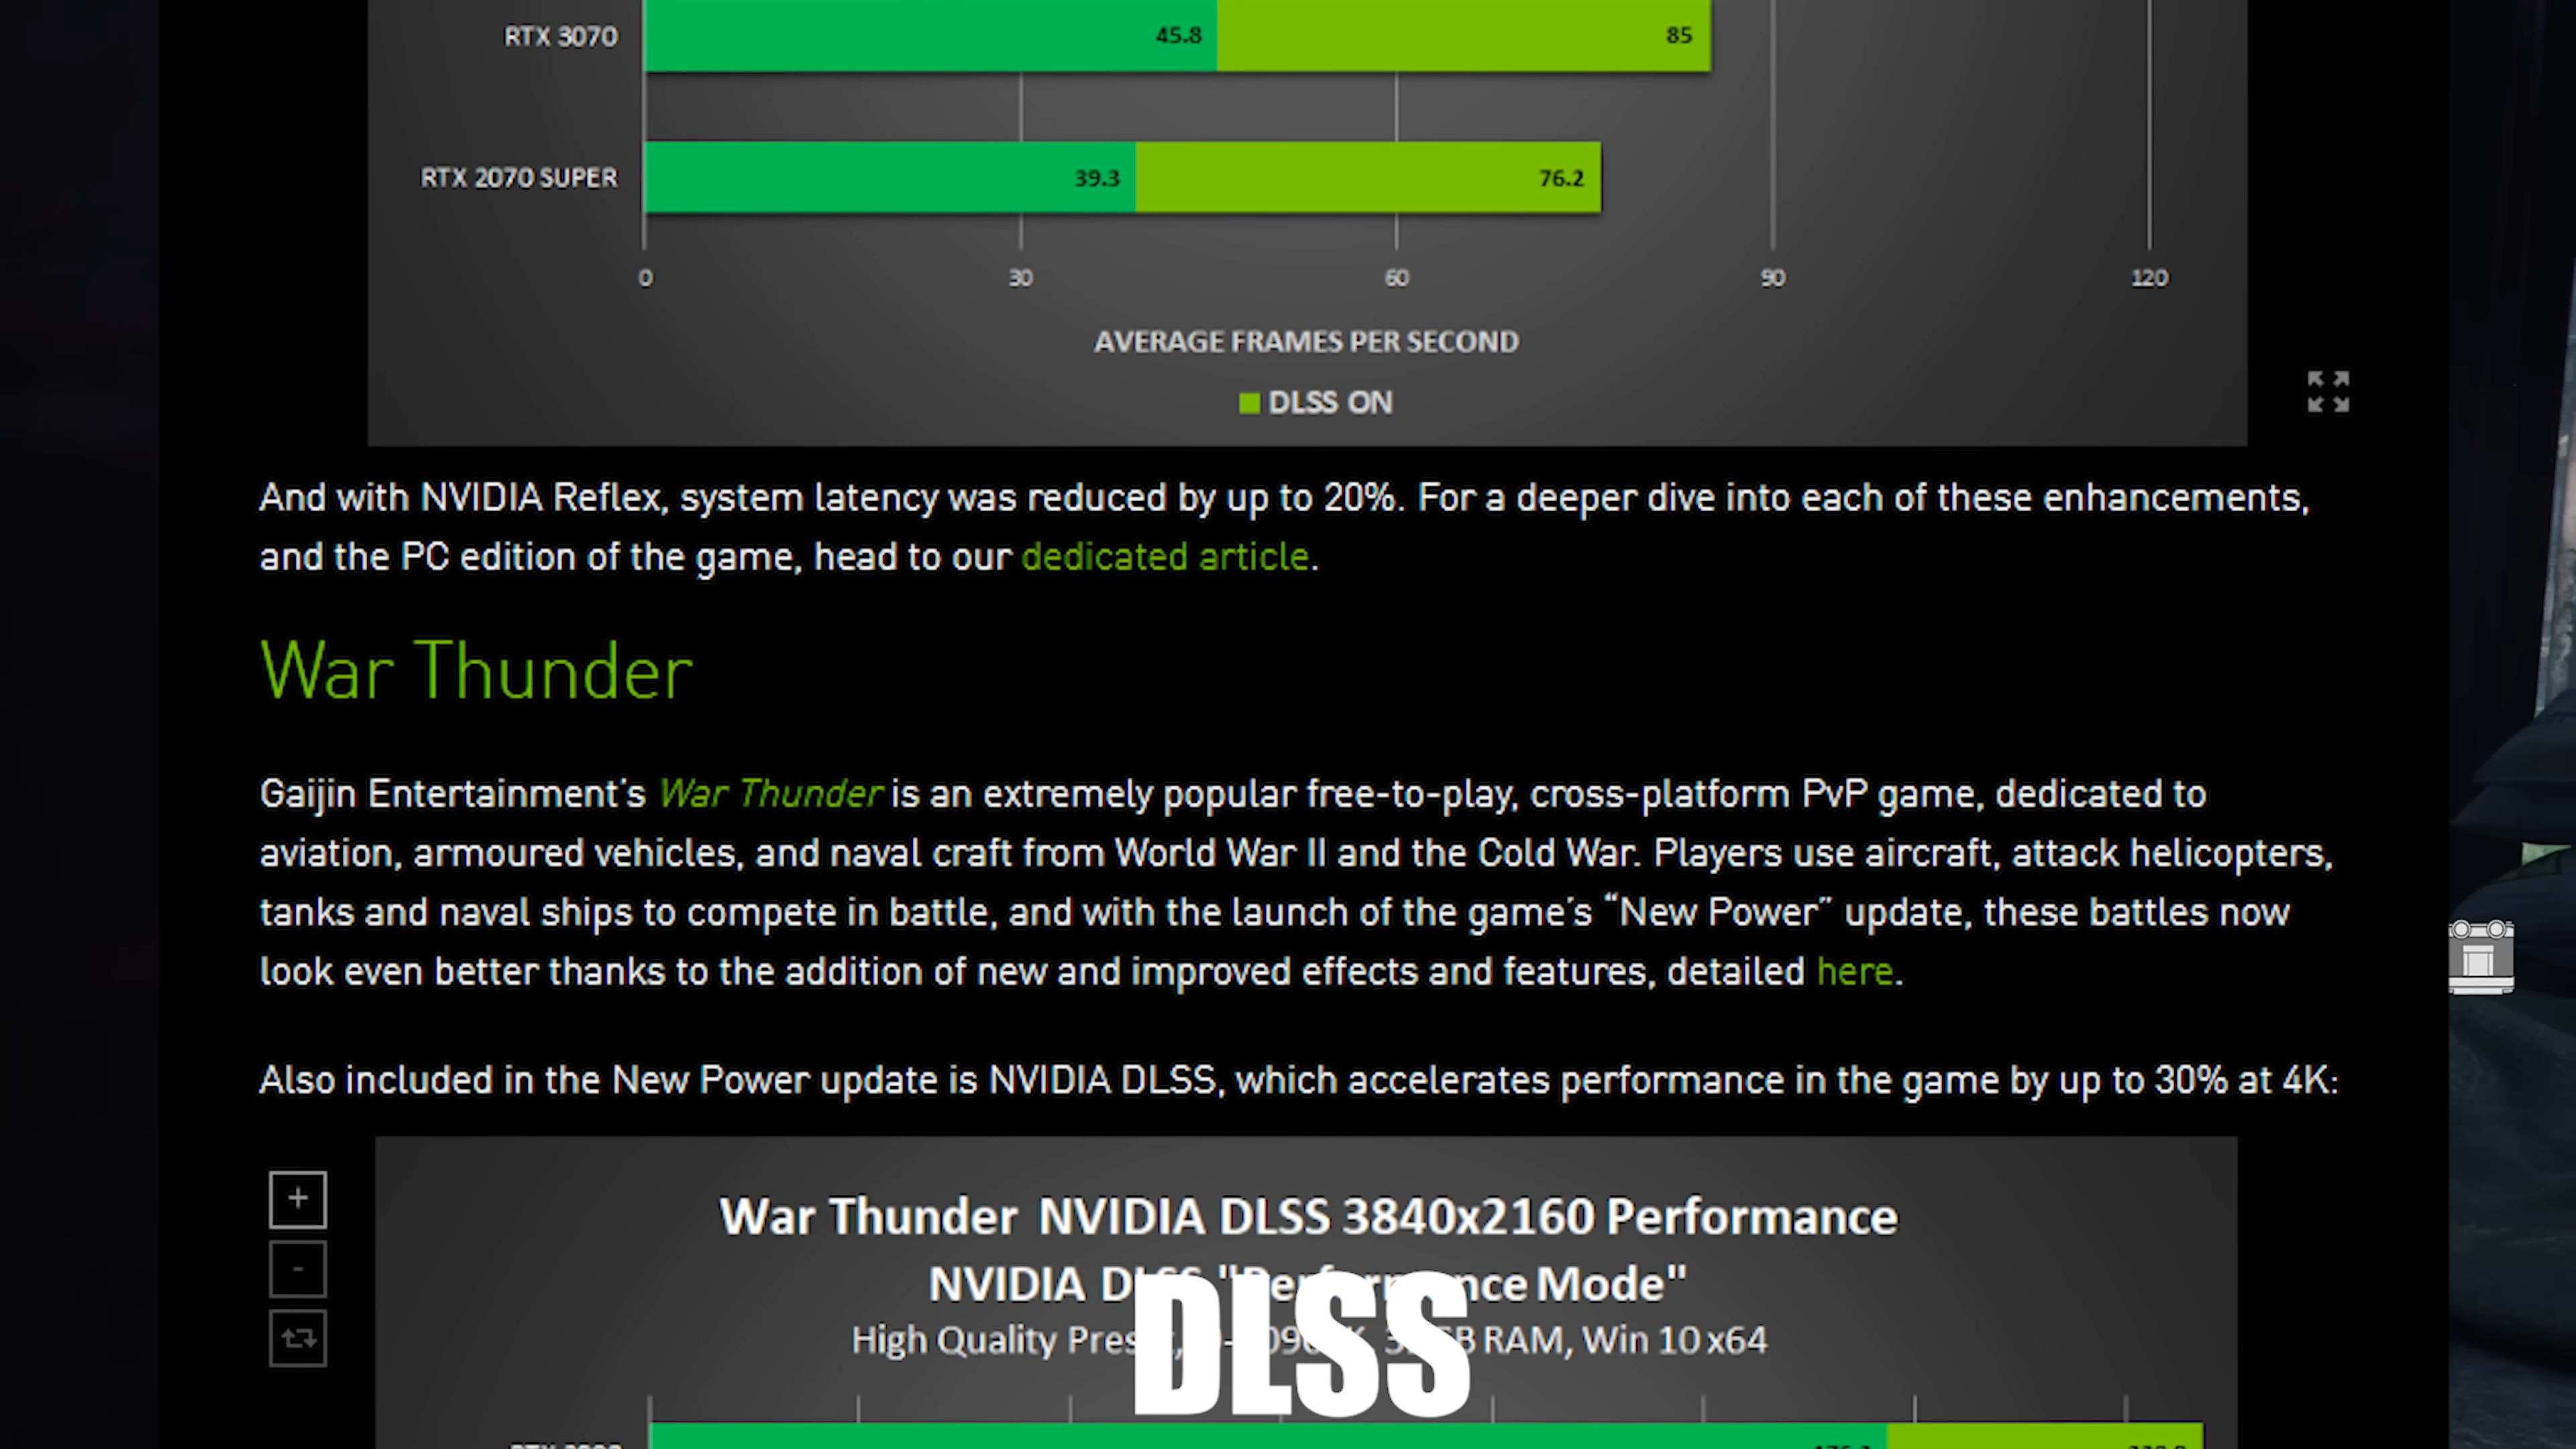 RTX 3070 45.8 85
RTX 2070 SUPER 39.3 76.2
0 30 60 90 120
AVERAGE FRAMES PER SECOND
DLSS ON
And with NVIDIA Reflex, system latency was reduced by up to 20%. For a deeper dive into each of these enhancements,
and the PC edition of the game, head to our dedicated article.
War Thunder
Gaijin Entertainment's War Thunder is an extremely popular free-to-play, cross-platform PvP game, dedicated to
aviation, armoured vehicles, and naval craft from World War II and the Cold War. Players use aircraft, attack helicopters,
tanks and naval ships to compete in battle, and with the launch of the game's “New Power” update, these battles now
look even better thanks to the addition of new and improved effects and features, detailed here.
Also included in the New Power update is NVIDIA DLSS, which accelerates performance in the game by up to 30% at 4K:
+
-
War Thunder NVIDIA DLSS 3840x2160 Performance
NVIDIA DLSS "Performance Mode"
High Quality RAM, Win 10 x64
DLSS